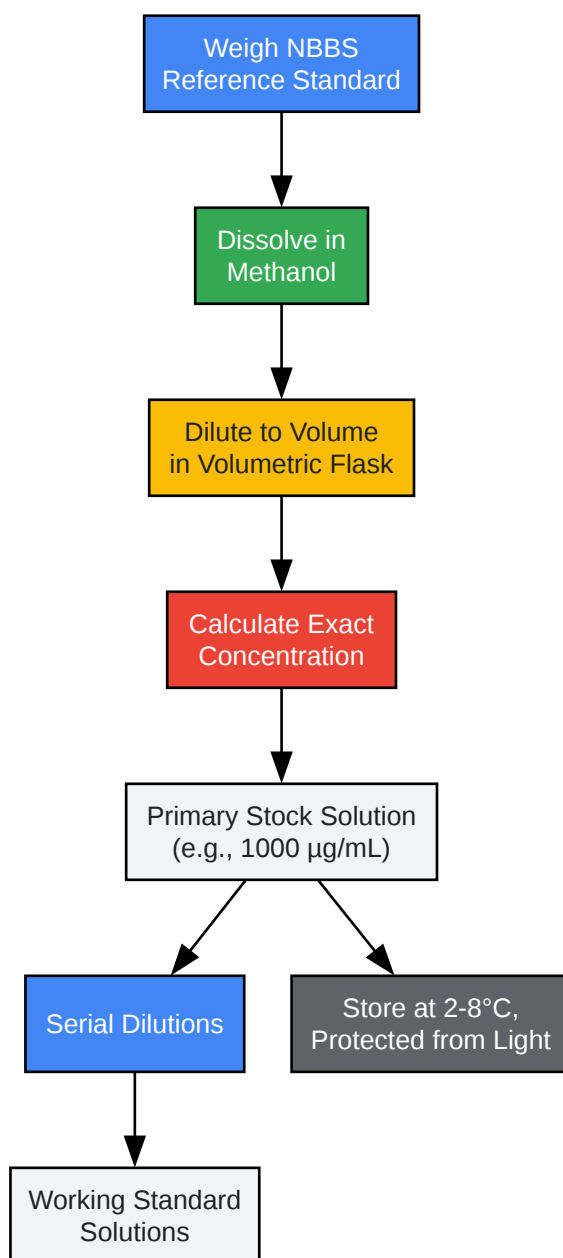 Weigh NBBS
Reference Standard
Dissolve in
Methanol
Dilute to Volume
in Volumetric Flask
Calculate Exact
Concentration
Primary Stock Solution
(e.g., 1000 µg/mL)
Serial Dilutions
Store at 2-8°C,
Protected from Light
Working Standard
Solutions